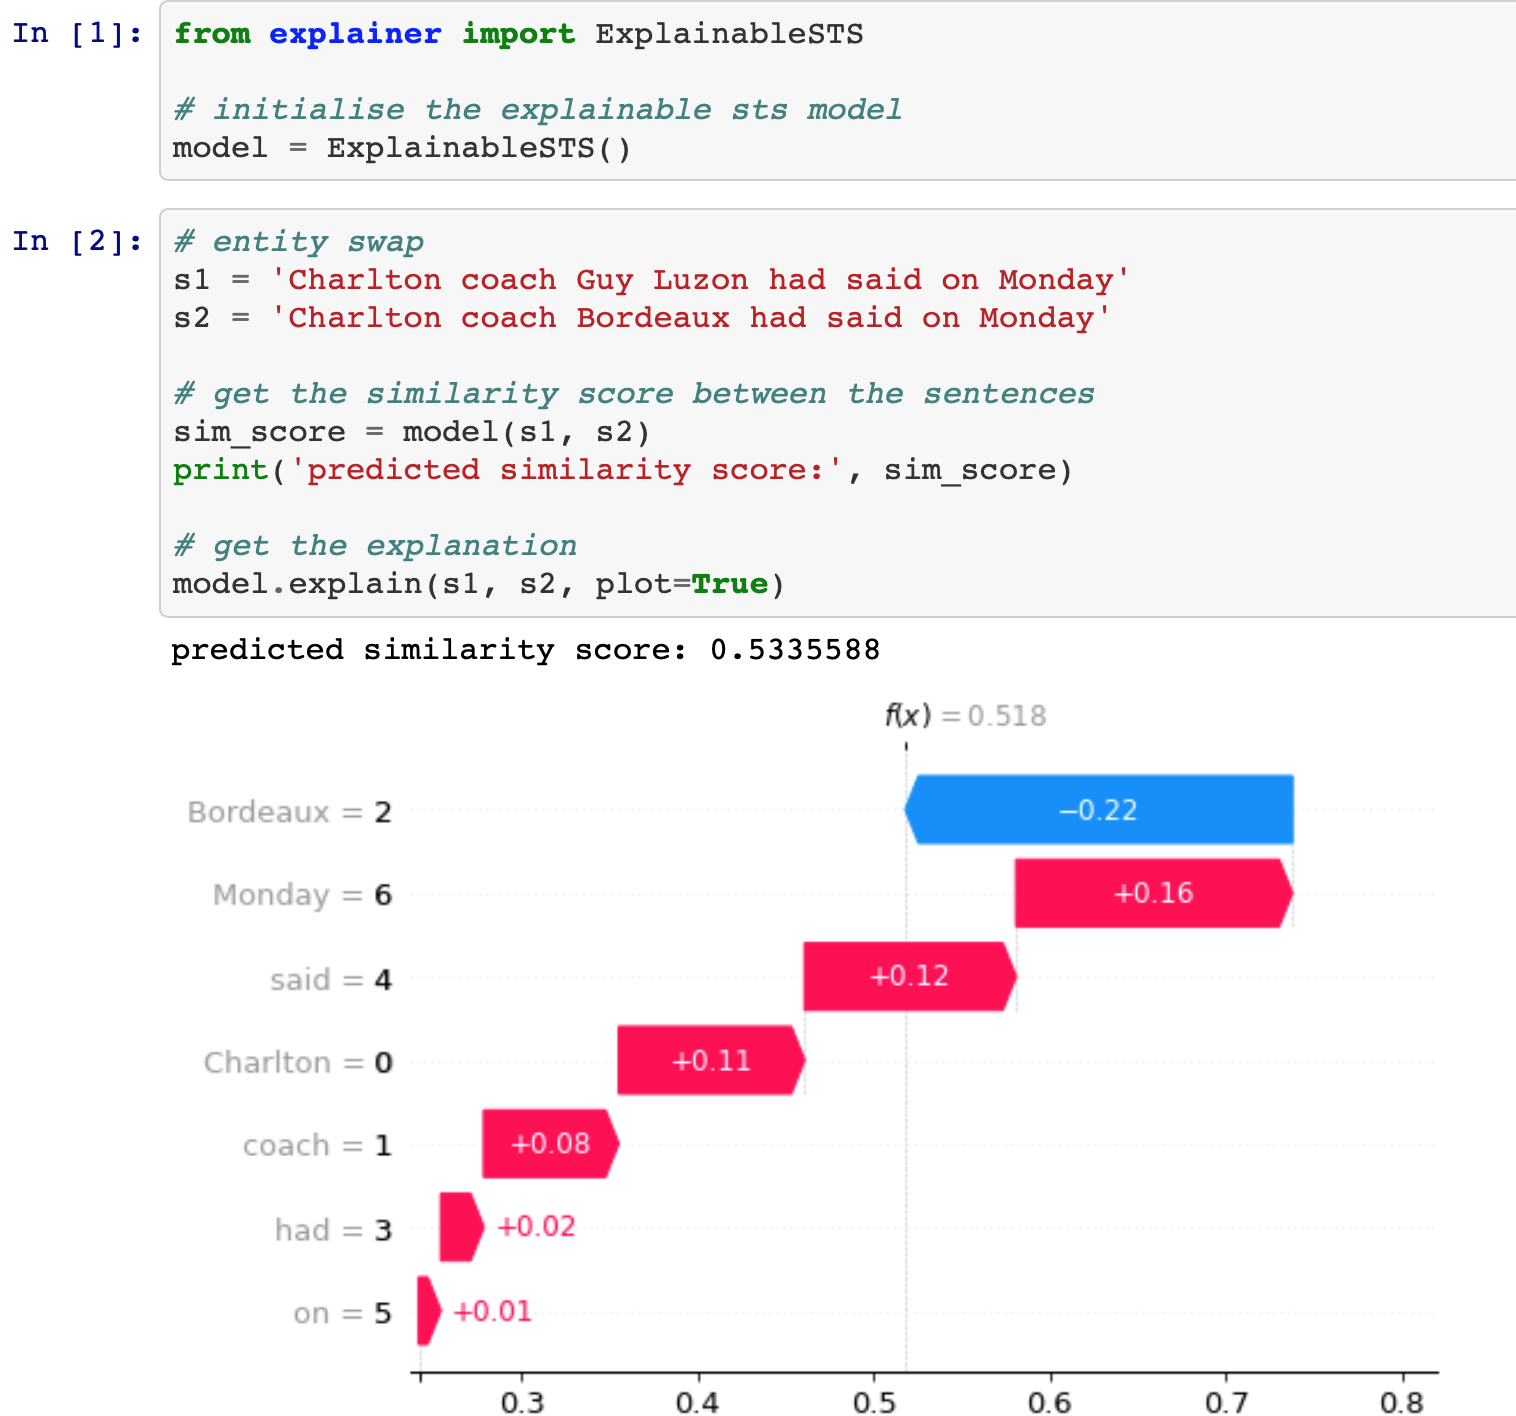 In [1]: from explainer import ExplainableSTS
# initialise the explainable sts model
model = ExplainableSTS()
In [2]: # entity swap
s1 = 'Charlton coach Guy Luzon had said on Monday'
s2 = 'Charlton coach Bordeaux had said on Monday'
# get the similarity score between the sentences
sim_score = model(s1, s2)
print('predicted similarity score:', sim_score)
# get the explanation
model.explain(s1, s2, plot=True)
predicted similarity score: 0.5335588
f(x) = 0.518
Bordeaux = 2 −0.22
Monday = 6 +0.16
said = 4 +0.12
Charlton = 0 +0.11
coach = 1 +0.08
had = 3 +0.02
on = 5 +0.01
0.3 0.4 0.5 0.6 0.7 0.8